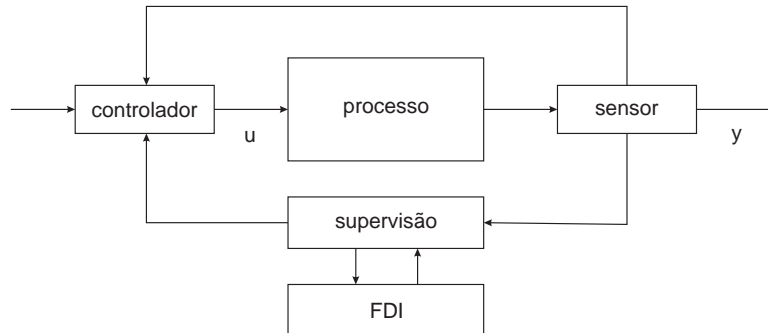 controlador
processo
sensor
u
y
supervisão
FDI